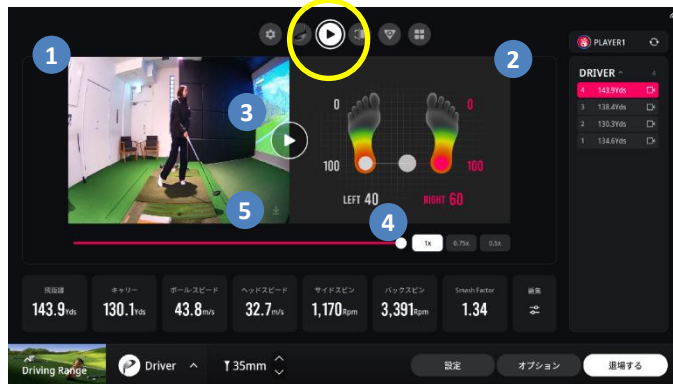 1
2
3
4
5
PLAYER1
DRIVER 4
4 143.9Yds
3 138.4Yds
2 130.3Yds
1 134.6Yds
0 0
100 100
LEFT 40 RIGHT 60
1x 0.75x 0.5x
飛距離 キャリー ボールスピード ヘッドスピード サイドスピン バックスピン Smash Factor 編集
143.9Yds 130.1Yds 43.8m/s 32.7m/s 1,170Rpm 3,391Rpm 1.34
Driving Range Driver 35mm 設定 オプション 退場する